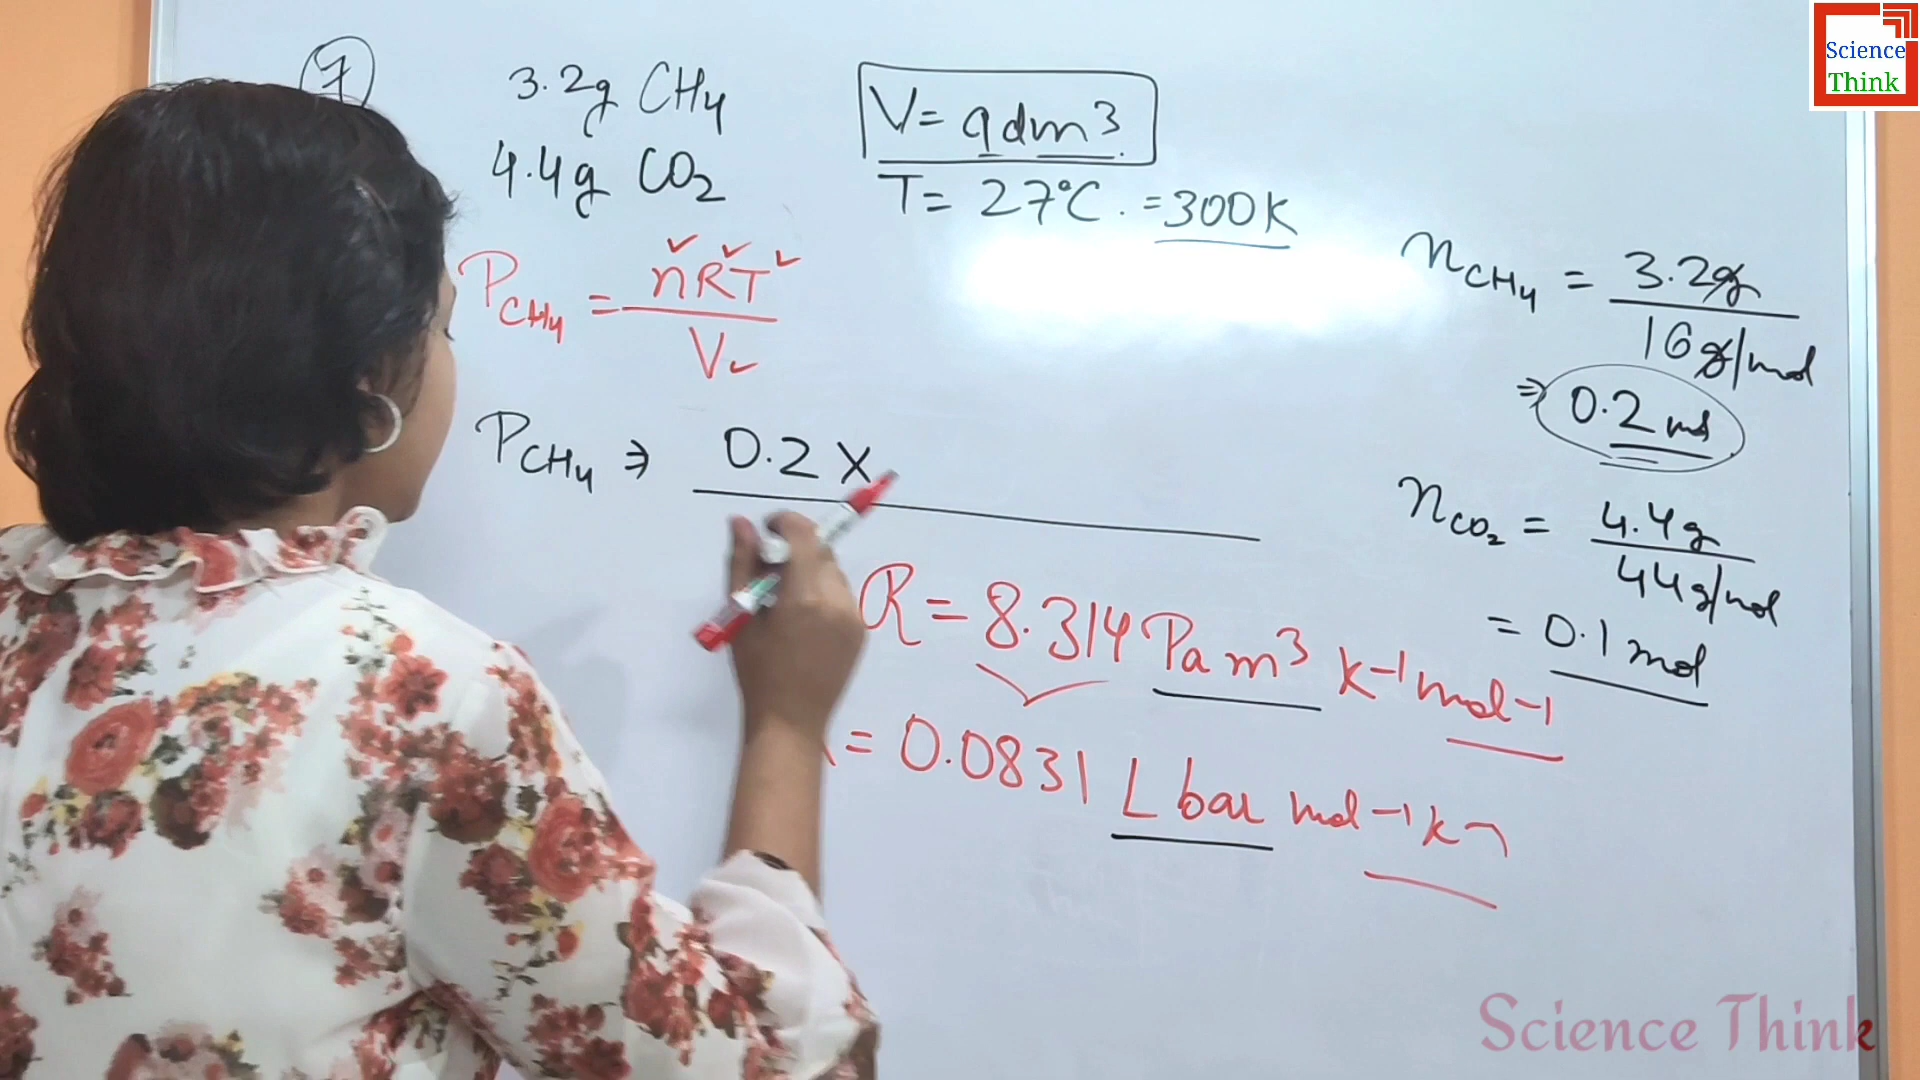 7
3.2g CH4
4.4g CO2
V= 9dm3
T= 27°C. =300K
PCH4 = nRT
V
nCH4 = 3.2g
16g/mol
⇒ 0.2 mol
PCH4 ⇒ 0.2 X
nCO2 = 4.4g
44g/mol
= 0.1 mol
R = 8.314 Pa m3 K-1 mol-1
= 0.0831 L bar mol-1 K-1
Science
Think
Science Think